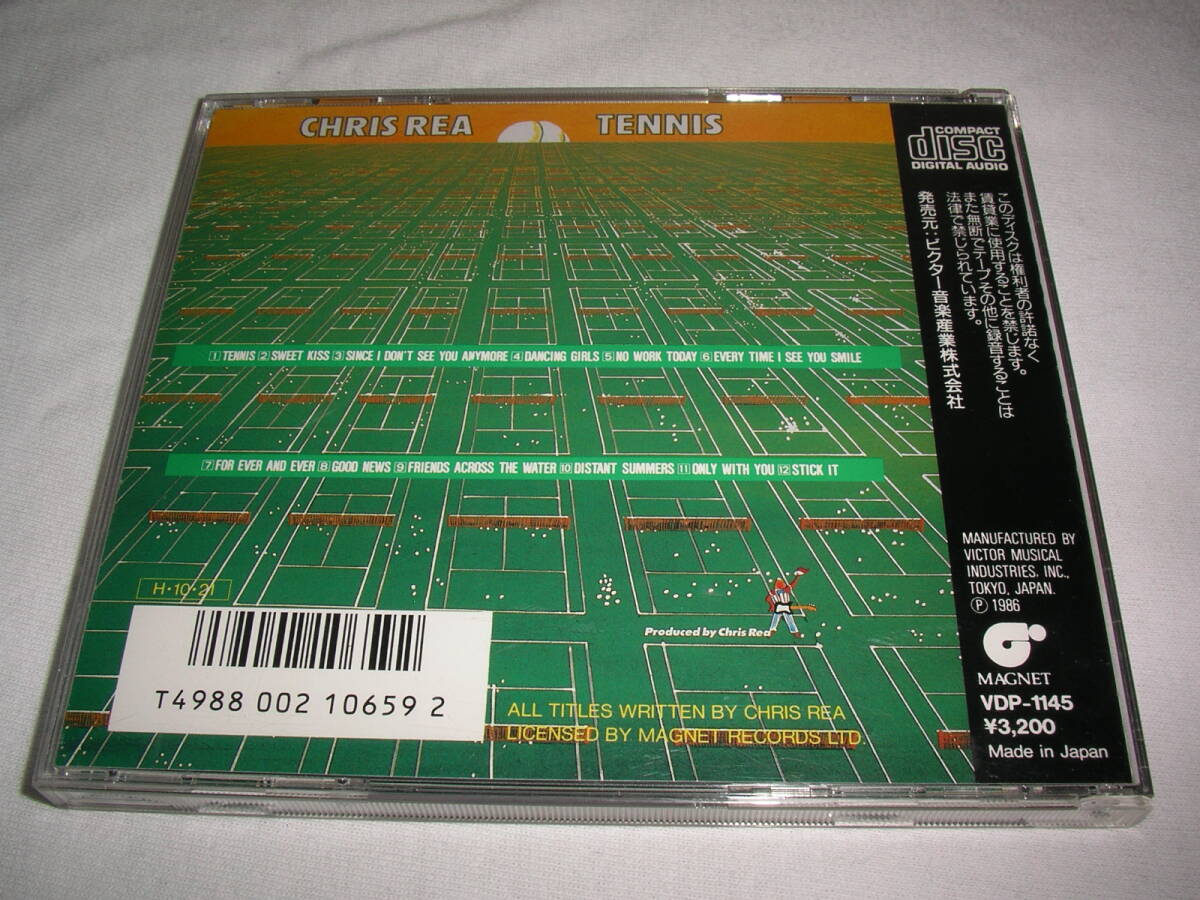 CHRIS REA TENNIS
1 TENNIS 2 SWEET KISS 3 SINCE I DON'T SEE YOU ANYMORE 4 DANCING GIRLS 5 NO WORK TODAY 6 EVERY TIME I SEE YOU SMILE
7 FOR EVER AND EVER 8 GOOD NEWS 9 FRIENDS ACROSS THE WATER 10 DISTANT SUMMERS 11 ONLY WITH YOU 12 STICK IT
H・10・21
Produced by Chris Rea
T4988 002 10659 2
ALL TITLES WRITTEN BY CHRIS REA
LICENSED BY MAGNET RECORDS LTD.
COMPACT
disc
DIGITAL AUDIO
このディスクは権利者の許諾なく
賃貸業に使用することを禁じます。
また無断でテープその他に録音することは
法律で禁じられています。
発売元：ビクター音楽産業株式会社
MANUFACTURED BY
VICTOR MUSICAL
INDUSTRIES, INC.,
TOKYO, JAPAN.
℗ 1986
MAGNET
VDP-1145
¥3,200
Made in Japan